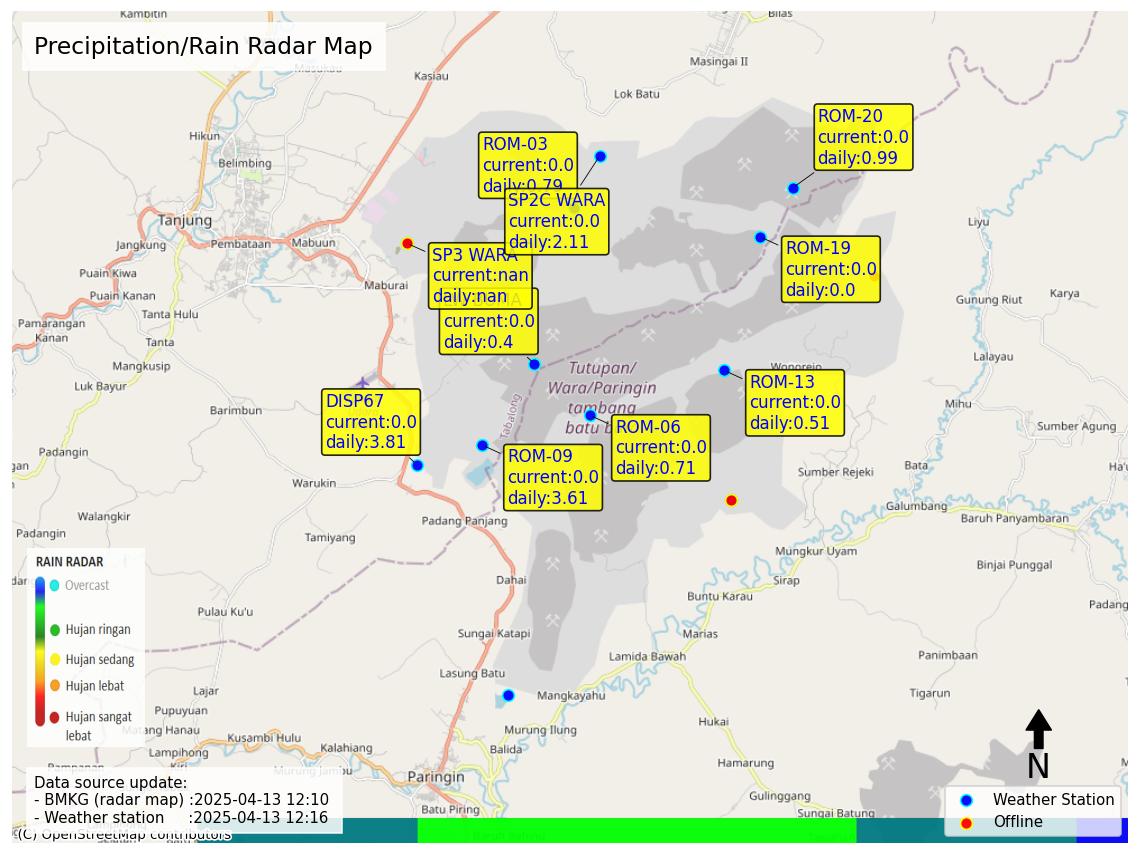 Precipitation/Rain Radar Map
Kambitin
Bilas
Masingai II
Kasiau
Lok Batu
Hikun
Belimbing
ROM-03
current:0.0
daily:0.79
SP2C WARA
current:0.0
daily:2.11
ROM-20
current:0.0
daily:0.99
Tanjung
Jangkung
Pembataan
Mabuun
Liyu
SP3 WARA
current:nan
daily:nan
current:0.0
daily:0.4
ROM-19
current:0.0
daily:0.0
Puain Kiwa
Puain Kanan
Maburai
Tanta Hulu
Pamarangan
Kanan
Tanta
Mangkusip
Luk Bayur
Barimbun
Gunung Riut
Karya
Lalayau
Wonorejo
Tutupan/
Wara/Paringin
tambang
batu
Tabalong
ROM-13
current:0.0
daily:0.51
DISP67
current:0.0
daily:3.81
ROM-06
current:0.0
daily:0.71
ROM-09
current:0.0
daily:3.61
Mihu
Sumber Agung
Padangin
Warukin
Sumber Rejeki
Bata
Galumbang
Baruh Panyambaran
Walangkir
Padangin
Tamiyang
Padang Panjang
Mungkur Uyam
Binjai Punggal
Dahai
Sirap
Buntu Karau
Padang
RAIN RADAR
Overcast
Hujan ringan
Hujan sedang
Hujan lebat
Hujan sangat
lebat
Pulau Ku'u
Sungai Katapi
Marias
Lamida Bawah
Panimbaan
Lasung Batu
Lajar
Mangkayahu
Tigarun
Pupuyuan
Matang Hanau
Murung Ilung
Hukai
Kusambi Hulu
Lampihong
Kiri
Kalahiang
Balida
Hamarung
Pampanan
Murung Jambu
Paringin
N
Gulinggang
Batu Piring
Sungai Batung
Data source update:
- BMKG (radar map) :2025-04-13 12:10
- Weather station :2025-04-13 12:16
(C) OpenStreetMap contributors
Weather Station
Offline